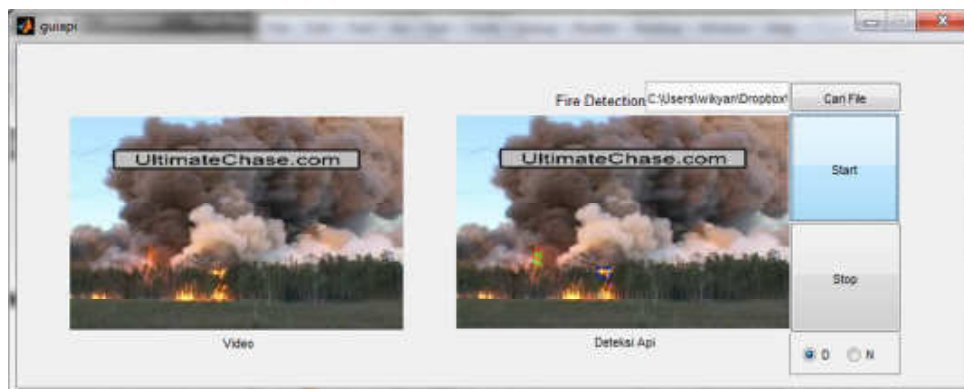 guiapi
Fire Detection C:\Users\wikyan\Dropbox\ Cari File
UltimateChase.com
UltimateChase.com
Start
Stop
Video
Deteksi Api
D N